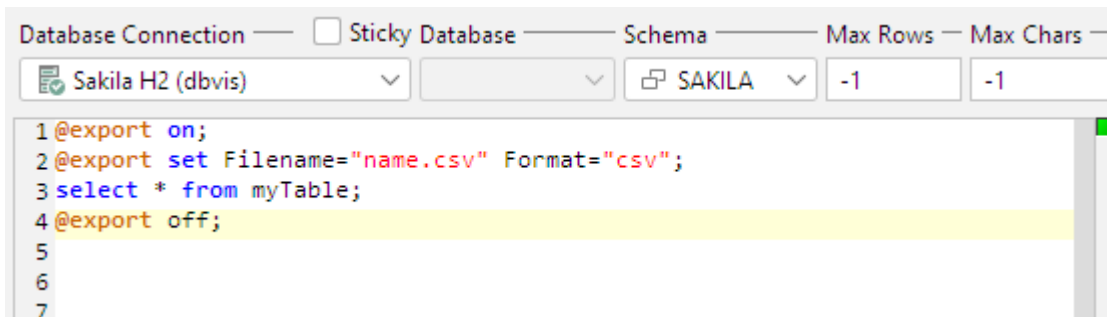 Database Connection Sticky Database Schema Max Rows Max Chars
Sakila H2 (dbvis) SAKILA -1 -1
1 @export on;
2 @export set Filename="name.csv" Format="csv";
3 select * from myTable;
4 @export off;
5
6
7